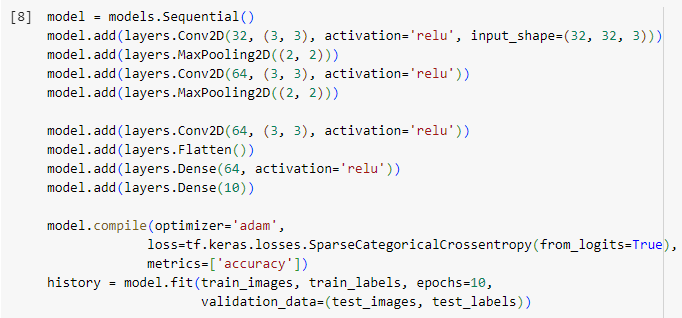 [8] model = models.Sequential()
model.add(layers.Conv2D(32, (3, 3), activation='relu', input_shape=(32, 32, 3)))
model.add(layers.MaxPooling2D((2, 2)))
model.add(layers.Conv2D(64, (3, 3), activation='relu'))
model.add(layers.MaxPooling2D((2, 2)))

model.add(layers.Conv2D(64, (3, 3), activation='relu'))
model.add(layers.Flatten())
model.add(layers.Dense(64, activation='relu'))
model.add(layers.Dense(10))

model.compile(optimizer='adam',
              loss=tf.keras.losses.SparseCategoricalCrossentropy(from_logits=True),
              metrics=['accuracy'])
history = model.fit(train_images, train_labels, epochs=10,
                    validation_data=(test_images, test_labels))